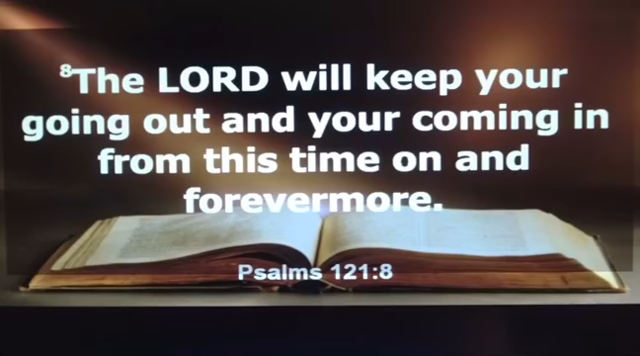 ⁸The LORD will keep your
going out and your coming in
from this time on and
forevermore.
Psalms 121:8